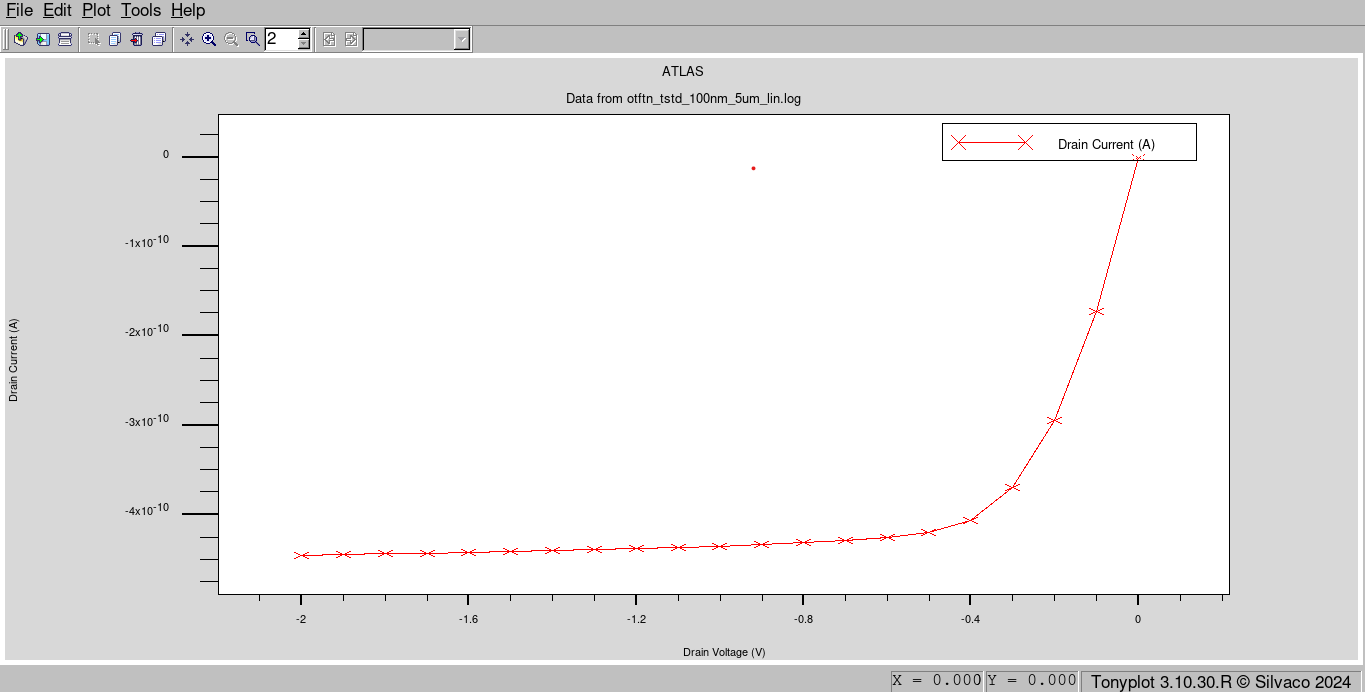 File Edit Plot Tools Help
2
ATLAS
Data from otftn_tstd_100nm_5um_lin.log
Drain Current (A)
0
-1x10-10
-2x10-10
-3x10-10
-4x10-10
Drain Current (A)
-2 -1.6 -1.2 -0.8 -0.4 0
Drain Voltage (V)
X = 0.000 Y = 0.000 Tonyplot 3.10.30.R © Silvaco 2024